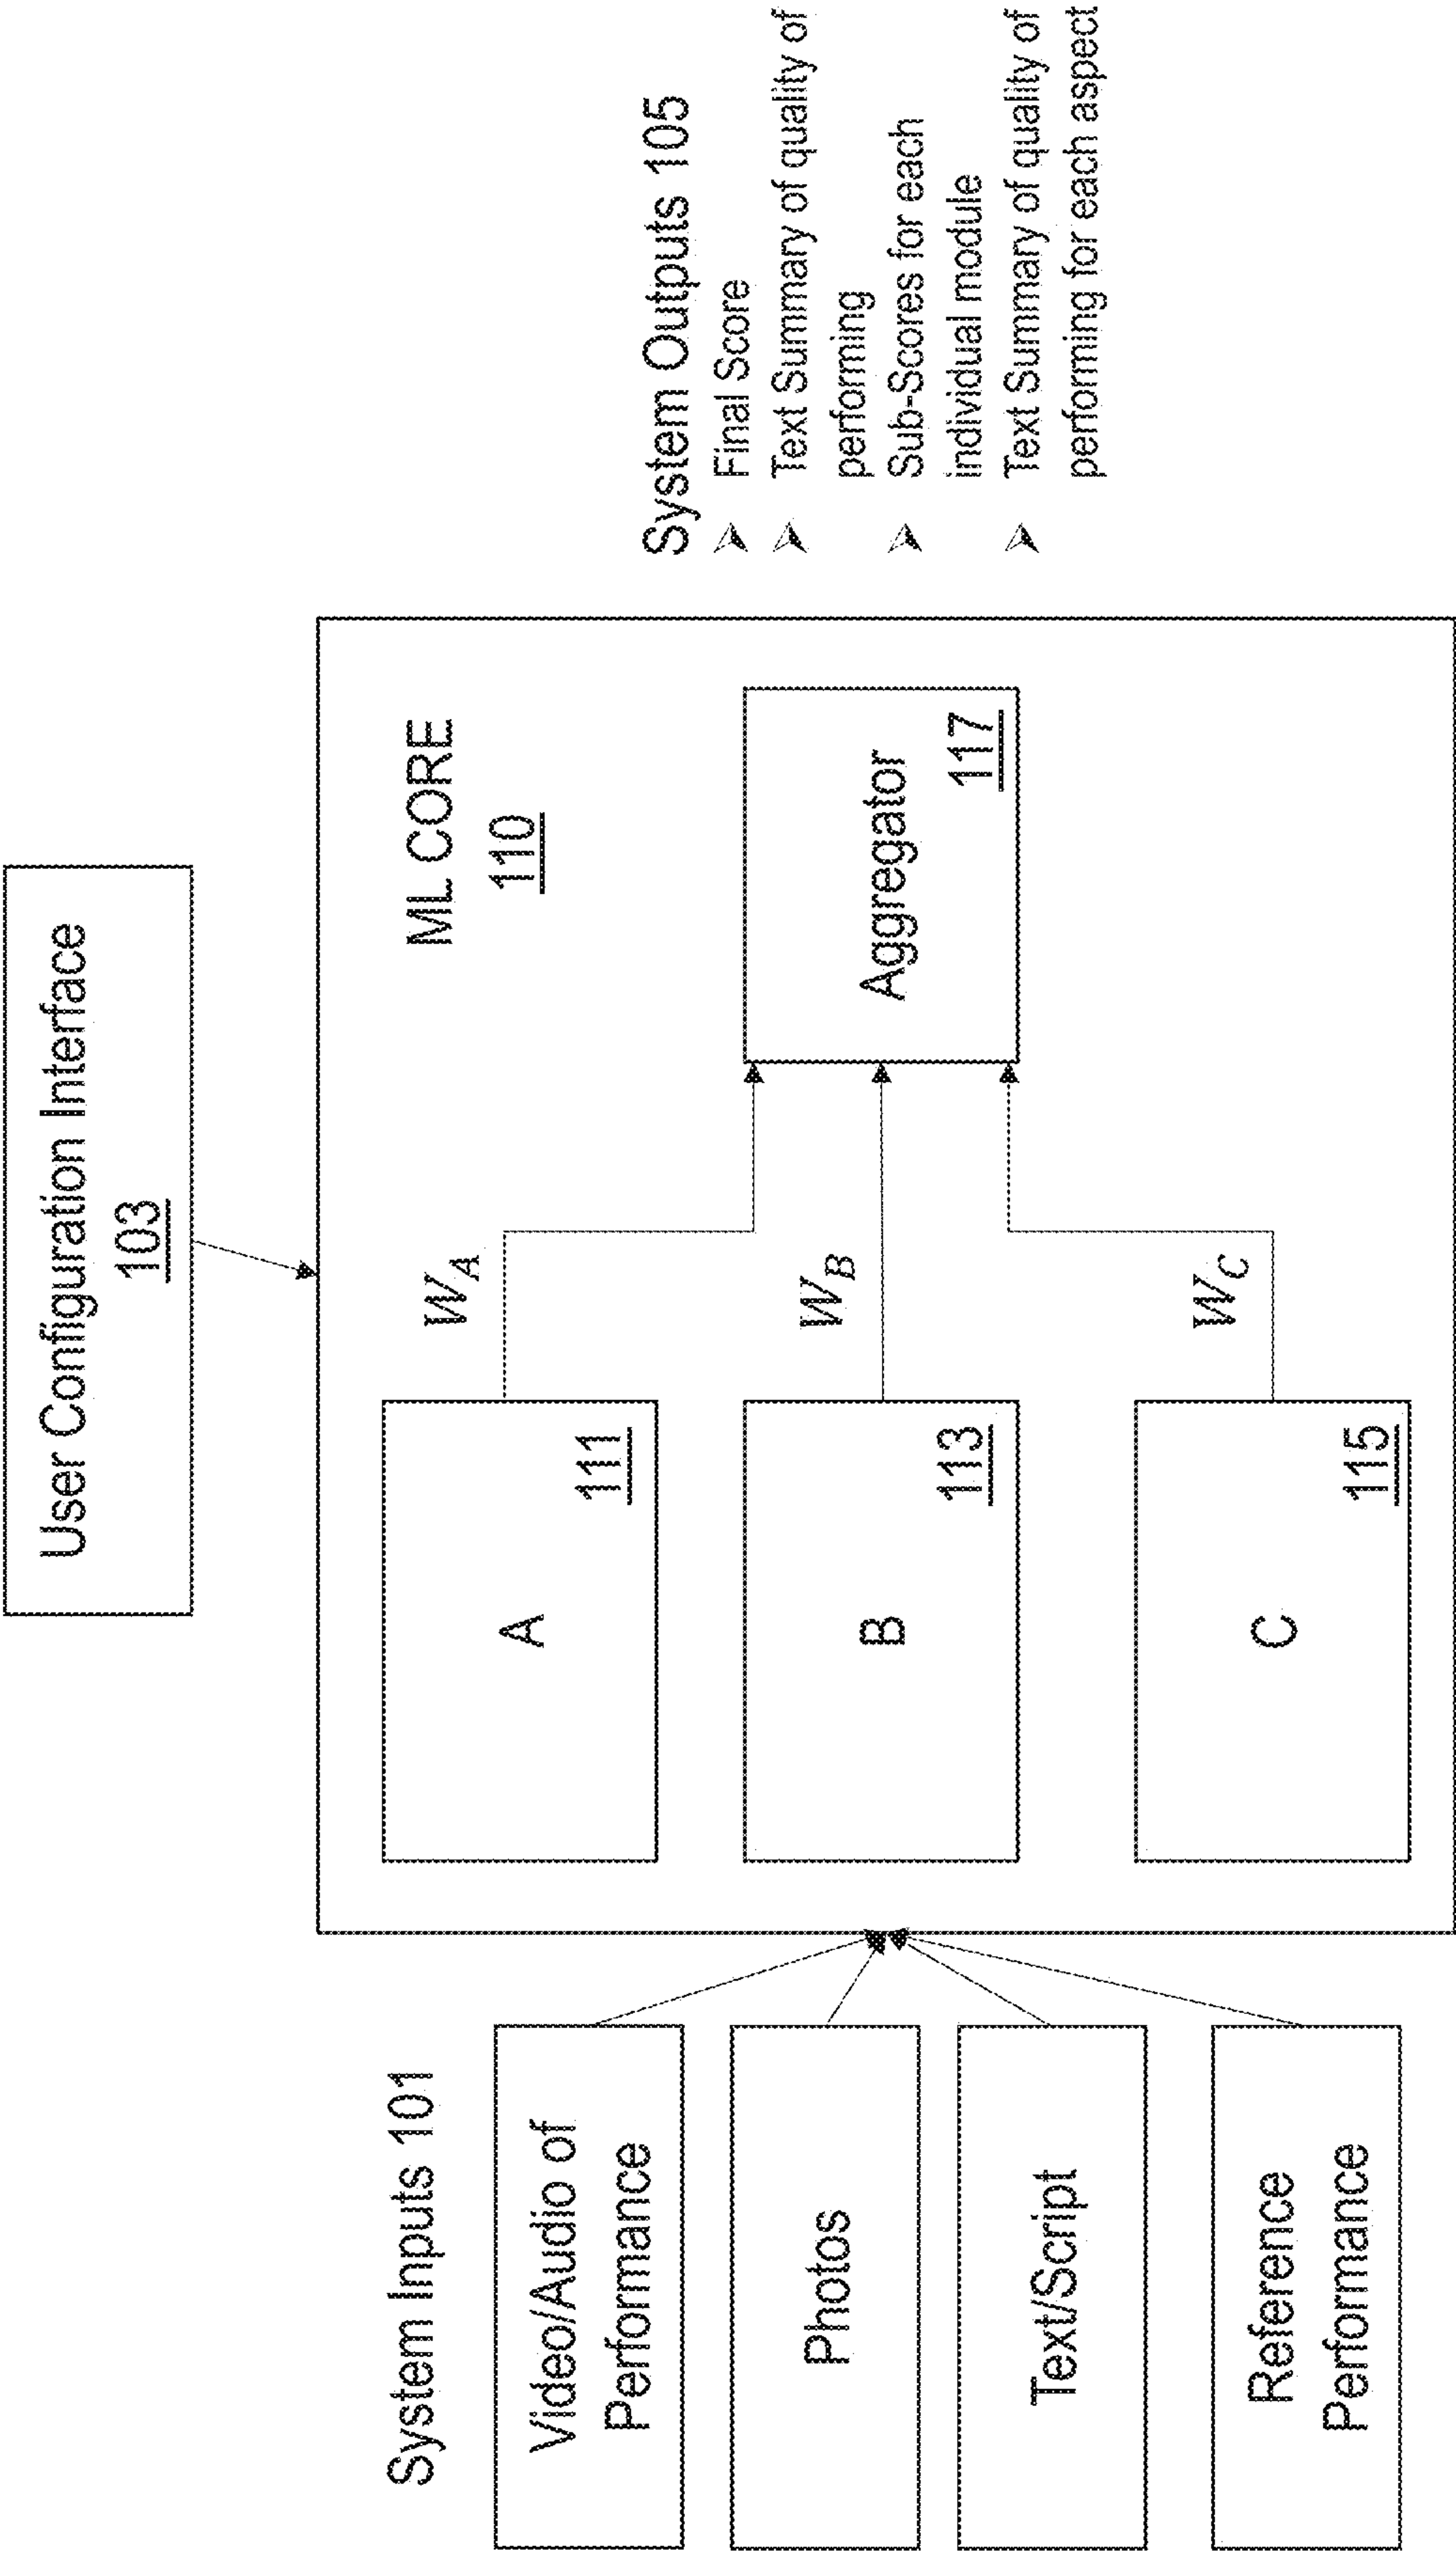 User Configuration Interface
103
System Inputs 101
Video/Audio of
Performance
Photos
Text/Script
Reference
Performance
ML CORE
110
A
111
B
113
C
115
W_A
W_B
W_C
Aggregator
117
System Outputs 105
➢ Final Score
➢ Text Summary of quality of
performing
➢ Sub-Scores for each
individual module
➢ Text Summary of quality of
performing for each aspect